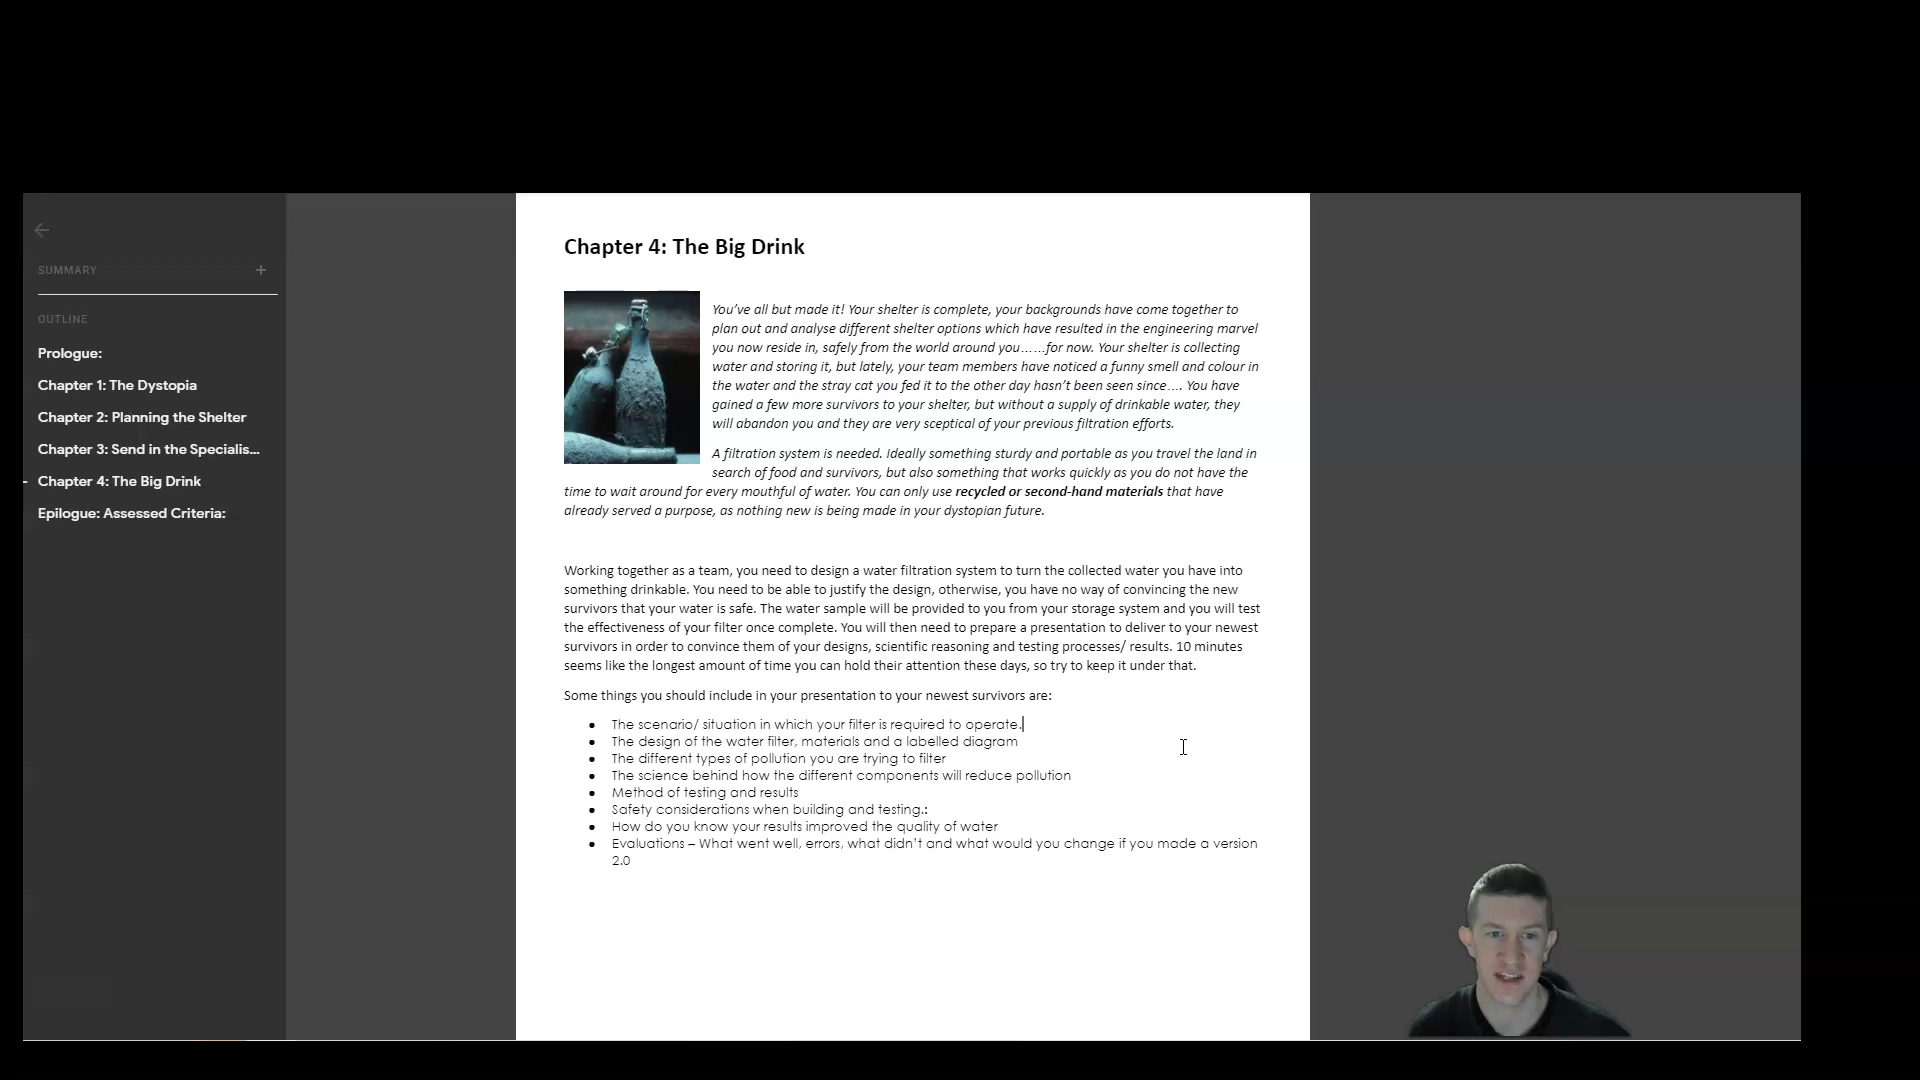 SUMMARY
OUTLINE
Prologue:
Chapter 1: The Dystopia
Chapter 2: Planning the Shelter
Chapter 3: Send in the Specialis...
Chapter 4: The Big Drink
Epilogue: Assessed Criteria:
Chapter 4: The Big Drink
You've all but made it! Your shelter is complete, your backgrounds have come together to
plan out and analyse different shelter options which have resulted in the engineering marvel
you now reside in, safely from the world around you……for now. Your shelter is collecting
water and storing it, but lately, your team members have noticed a funny smell and colour in
the water and the stray cat you fed it to the other day hasn't been seen since…. You have
gained a few more survivors to your shelter, but without a supply of drinkable water, they
will abandon you and they are very sceptical of your previous filtration efforts.
A filtration system is needed. Ideally something sturdy and portable as you travel the land in
search of food and survivors, but also something that works quickly as you do not have the
time to wait around for every mouthful of water. You can only use recycled or second-hand materials that have
already served a purpose, as nothing new is being made in your dystopian future.
Working together as a team, you need to design a water filtration system to turn the collected water you have into
something drinkable. You need to be able to justify the design, otherwise, you have no way of convincing the new
survivors that your water is safe. The water sample will be provided to you from your storage system and you will test
the effectiveness of your filter once complete. You will then need to prepare a presentation to deliver to your newest
survivors in order to convince them of your designs, scientific reasoning and testing processes/ results. 10 minutes
seems like the longest amount of time you can hold their attention these days, so try to keep it under that.
Some things you should include in your presentation to your newest survivors are:
• The scenario/ situation in which your filter is required to operate.
• The design of the water filter, materials and a labelled diagram
• The different types of pollution you are trying to filter
• The science behind how the different components will reduce pollution
• Method of testing and results
• Safety considerations when building and testing.:
• How do you know your results improved the quality of water
• Evaluations – What went well, errors, what didn't and what would you change if you made a version
2.0